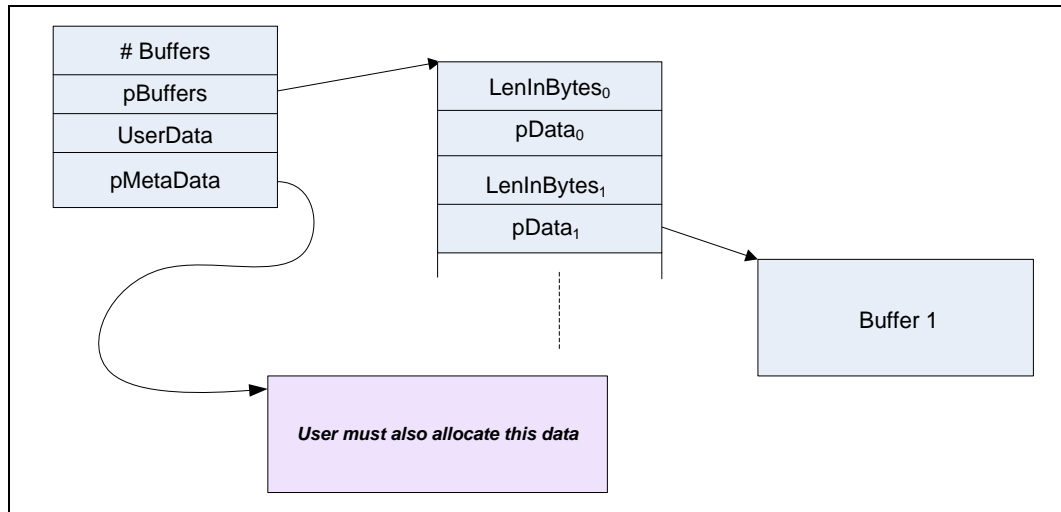 # Buffers
pBuffers
UserData
pMetaData
LenInBytes₀
pData₀
LenInBytes₁
pData₁
Buffer 1
User must also allocate this data